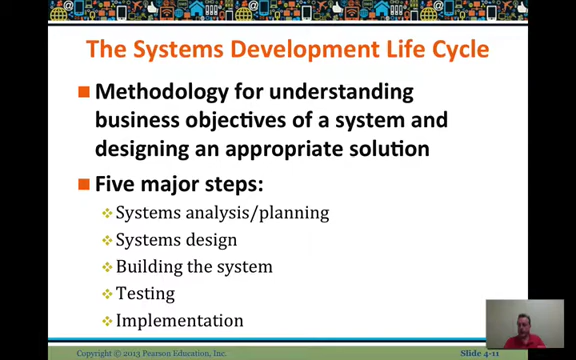 The Systems Development Life Cycle
Methodology for understanding
business objectives of a system and
designing an appropriate solution
Five major steps:
Systems analysis/planning
Systems design
Building the system
Testing
Implementation
Copyright © 2013 Pearson Education, Inc.
Slide 4-11